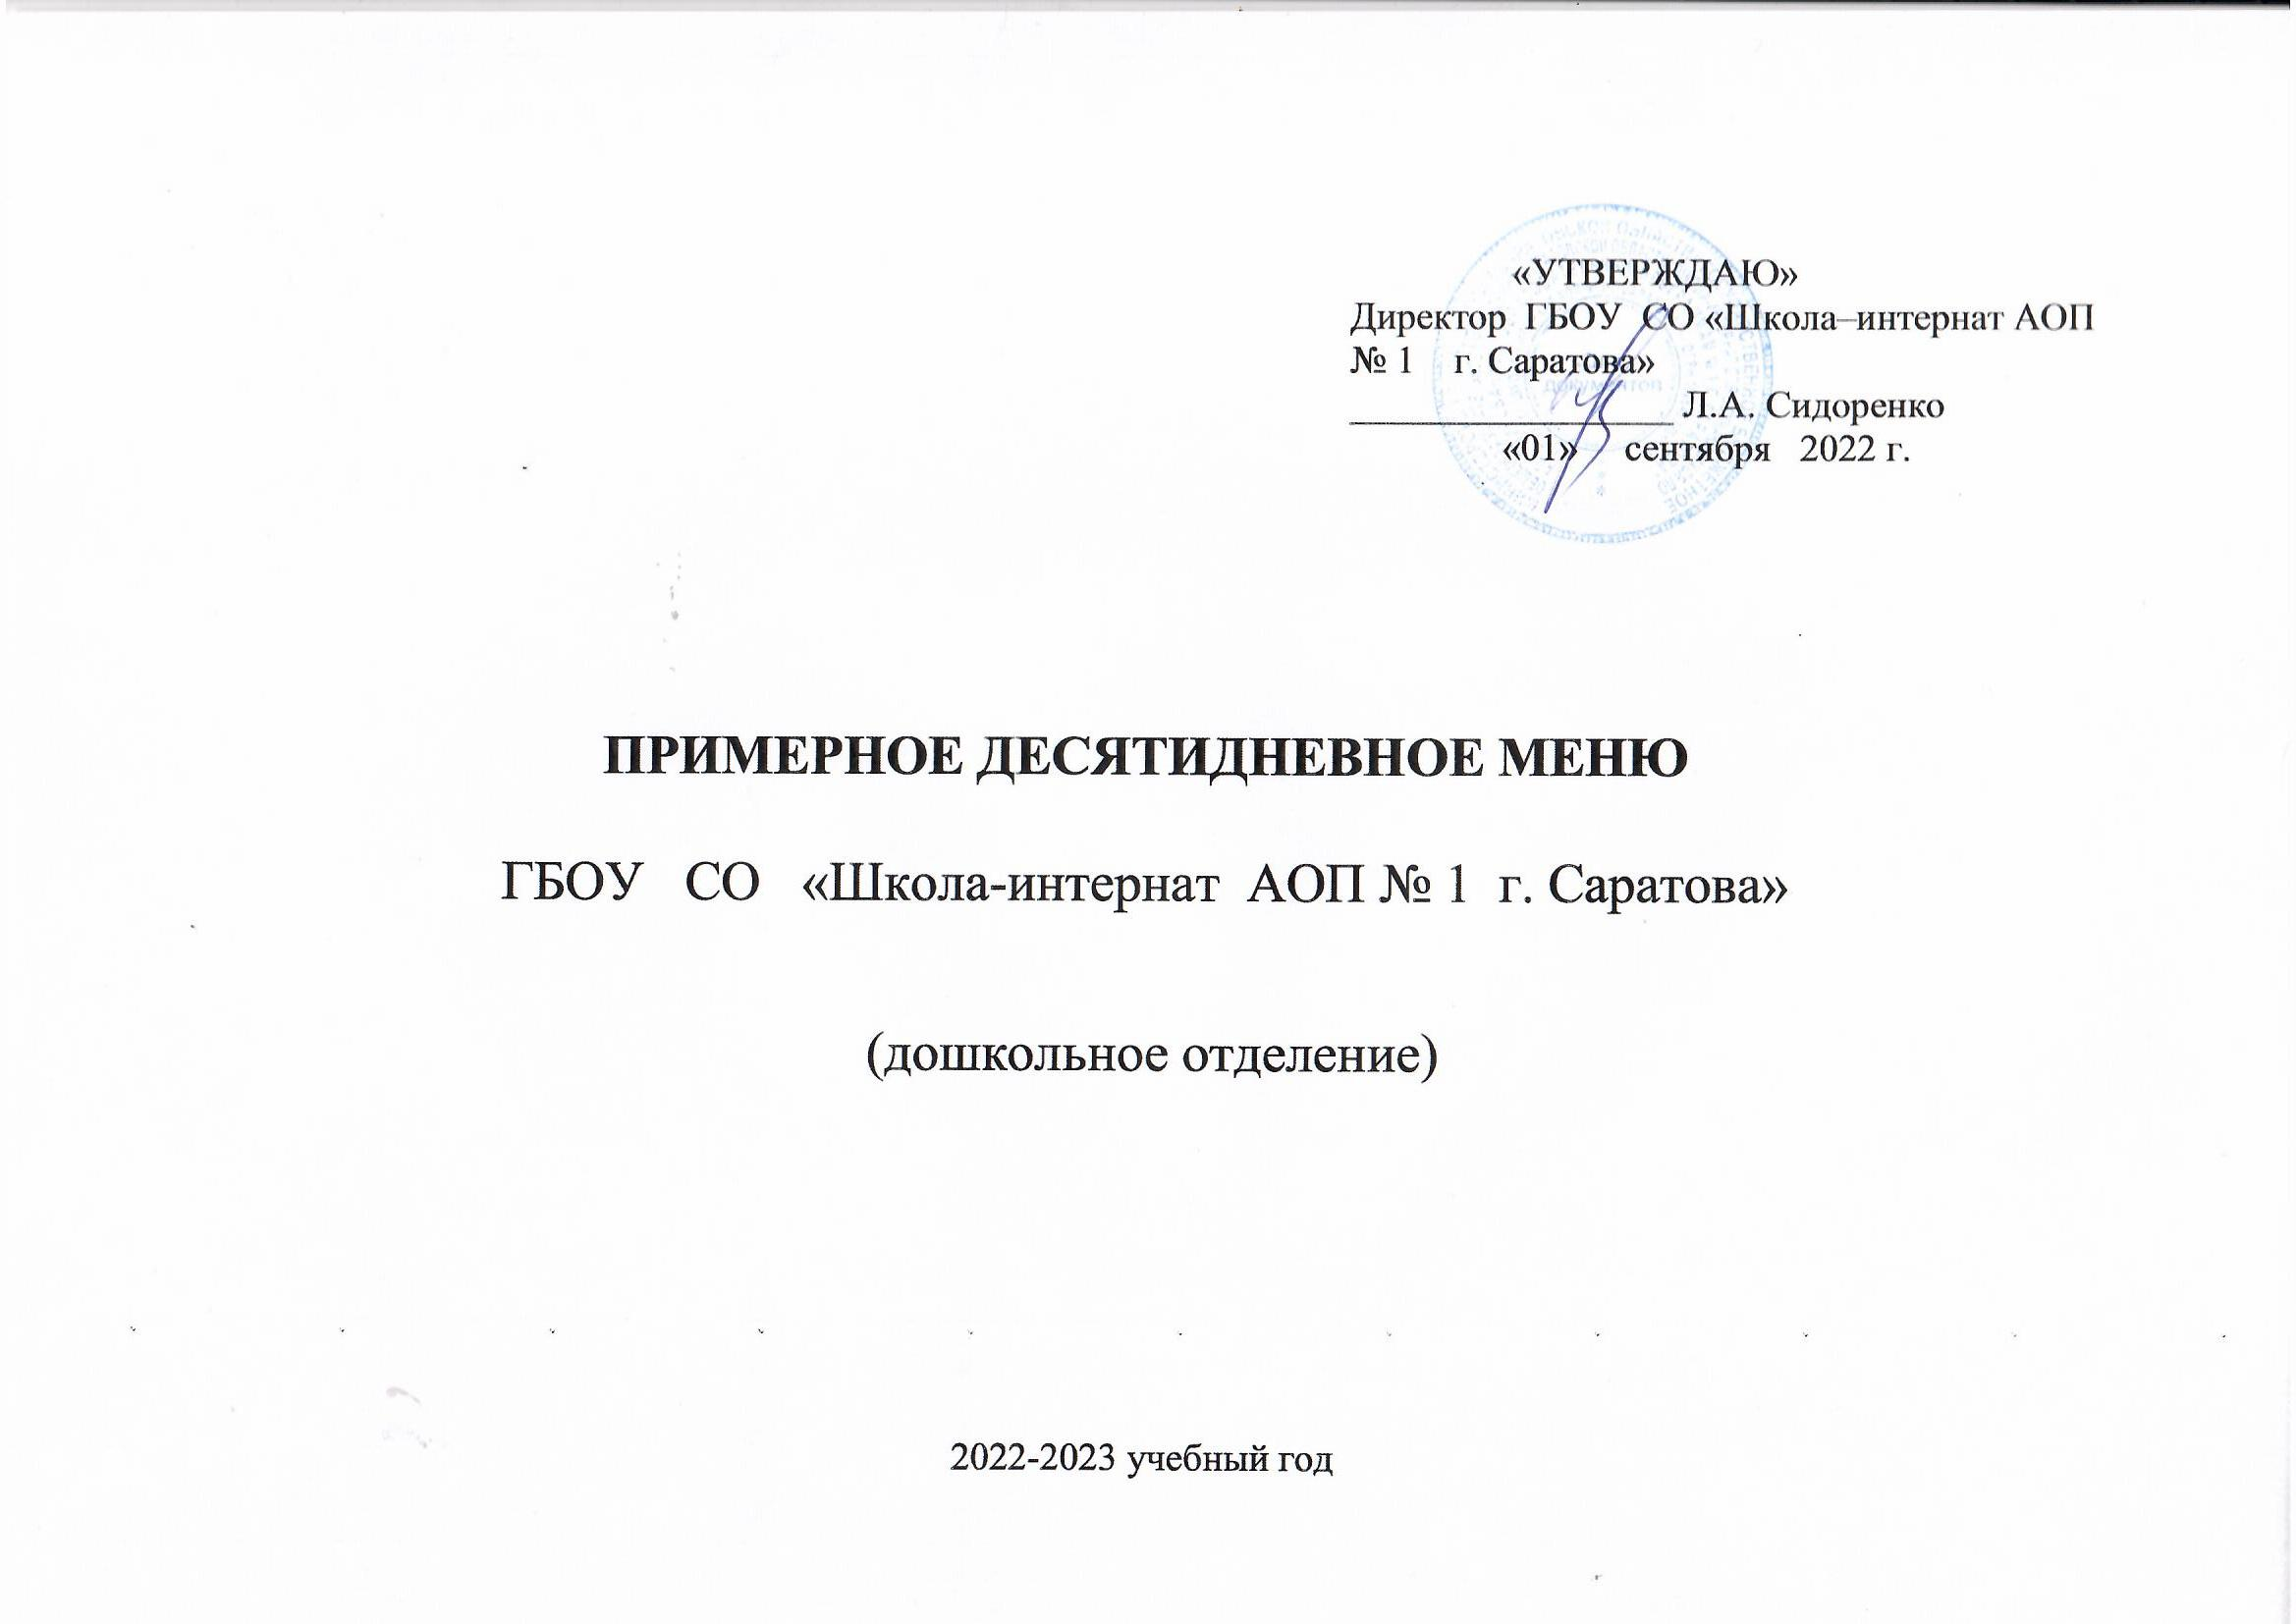 «УТВЕРЖДАЮ»
Директор ГБОУ СО «Школа–интернат АОП
№ 1 г. Саратова»
____________________ Л.А. Сидоренко
«01» сентября 2022 г.
ПРИМЕРНОЕ ДЕСЯТИДНЕВНОЕ МЕНЮ
ГБОУ СО «Школа-интернат АОП № 1 г. Саратова»
(дошкольное отделение)
2022-2023 учебный год